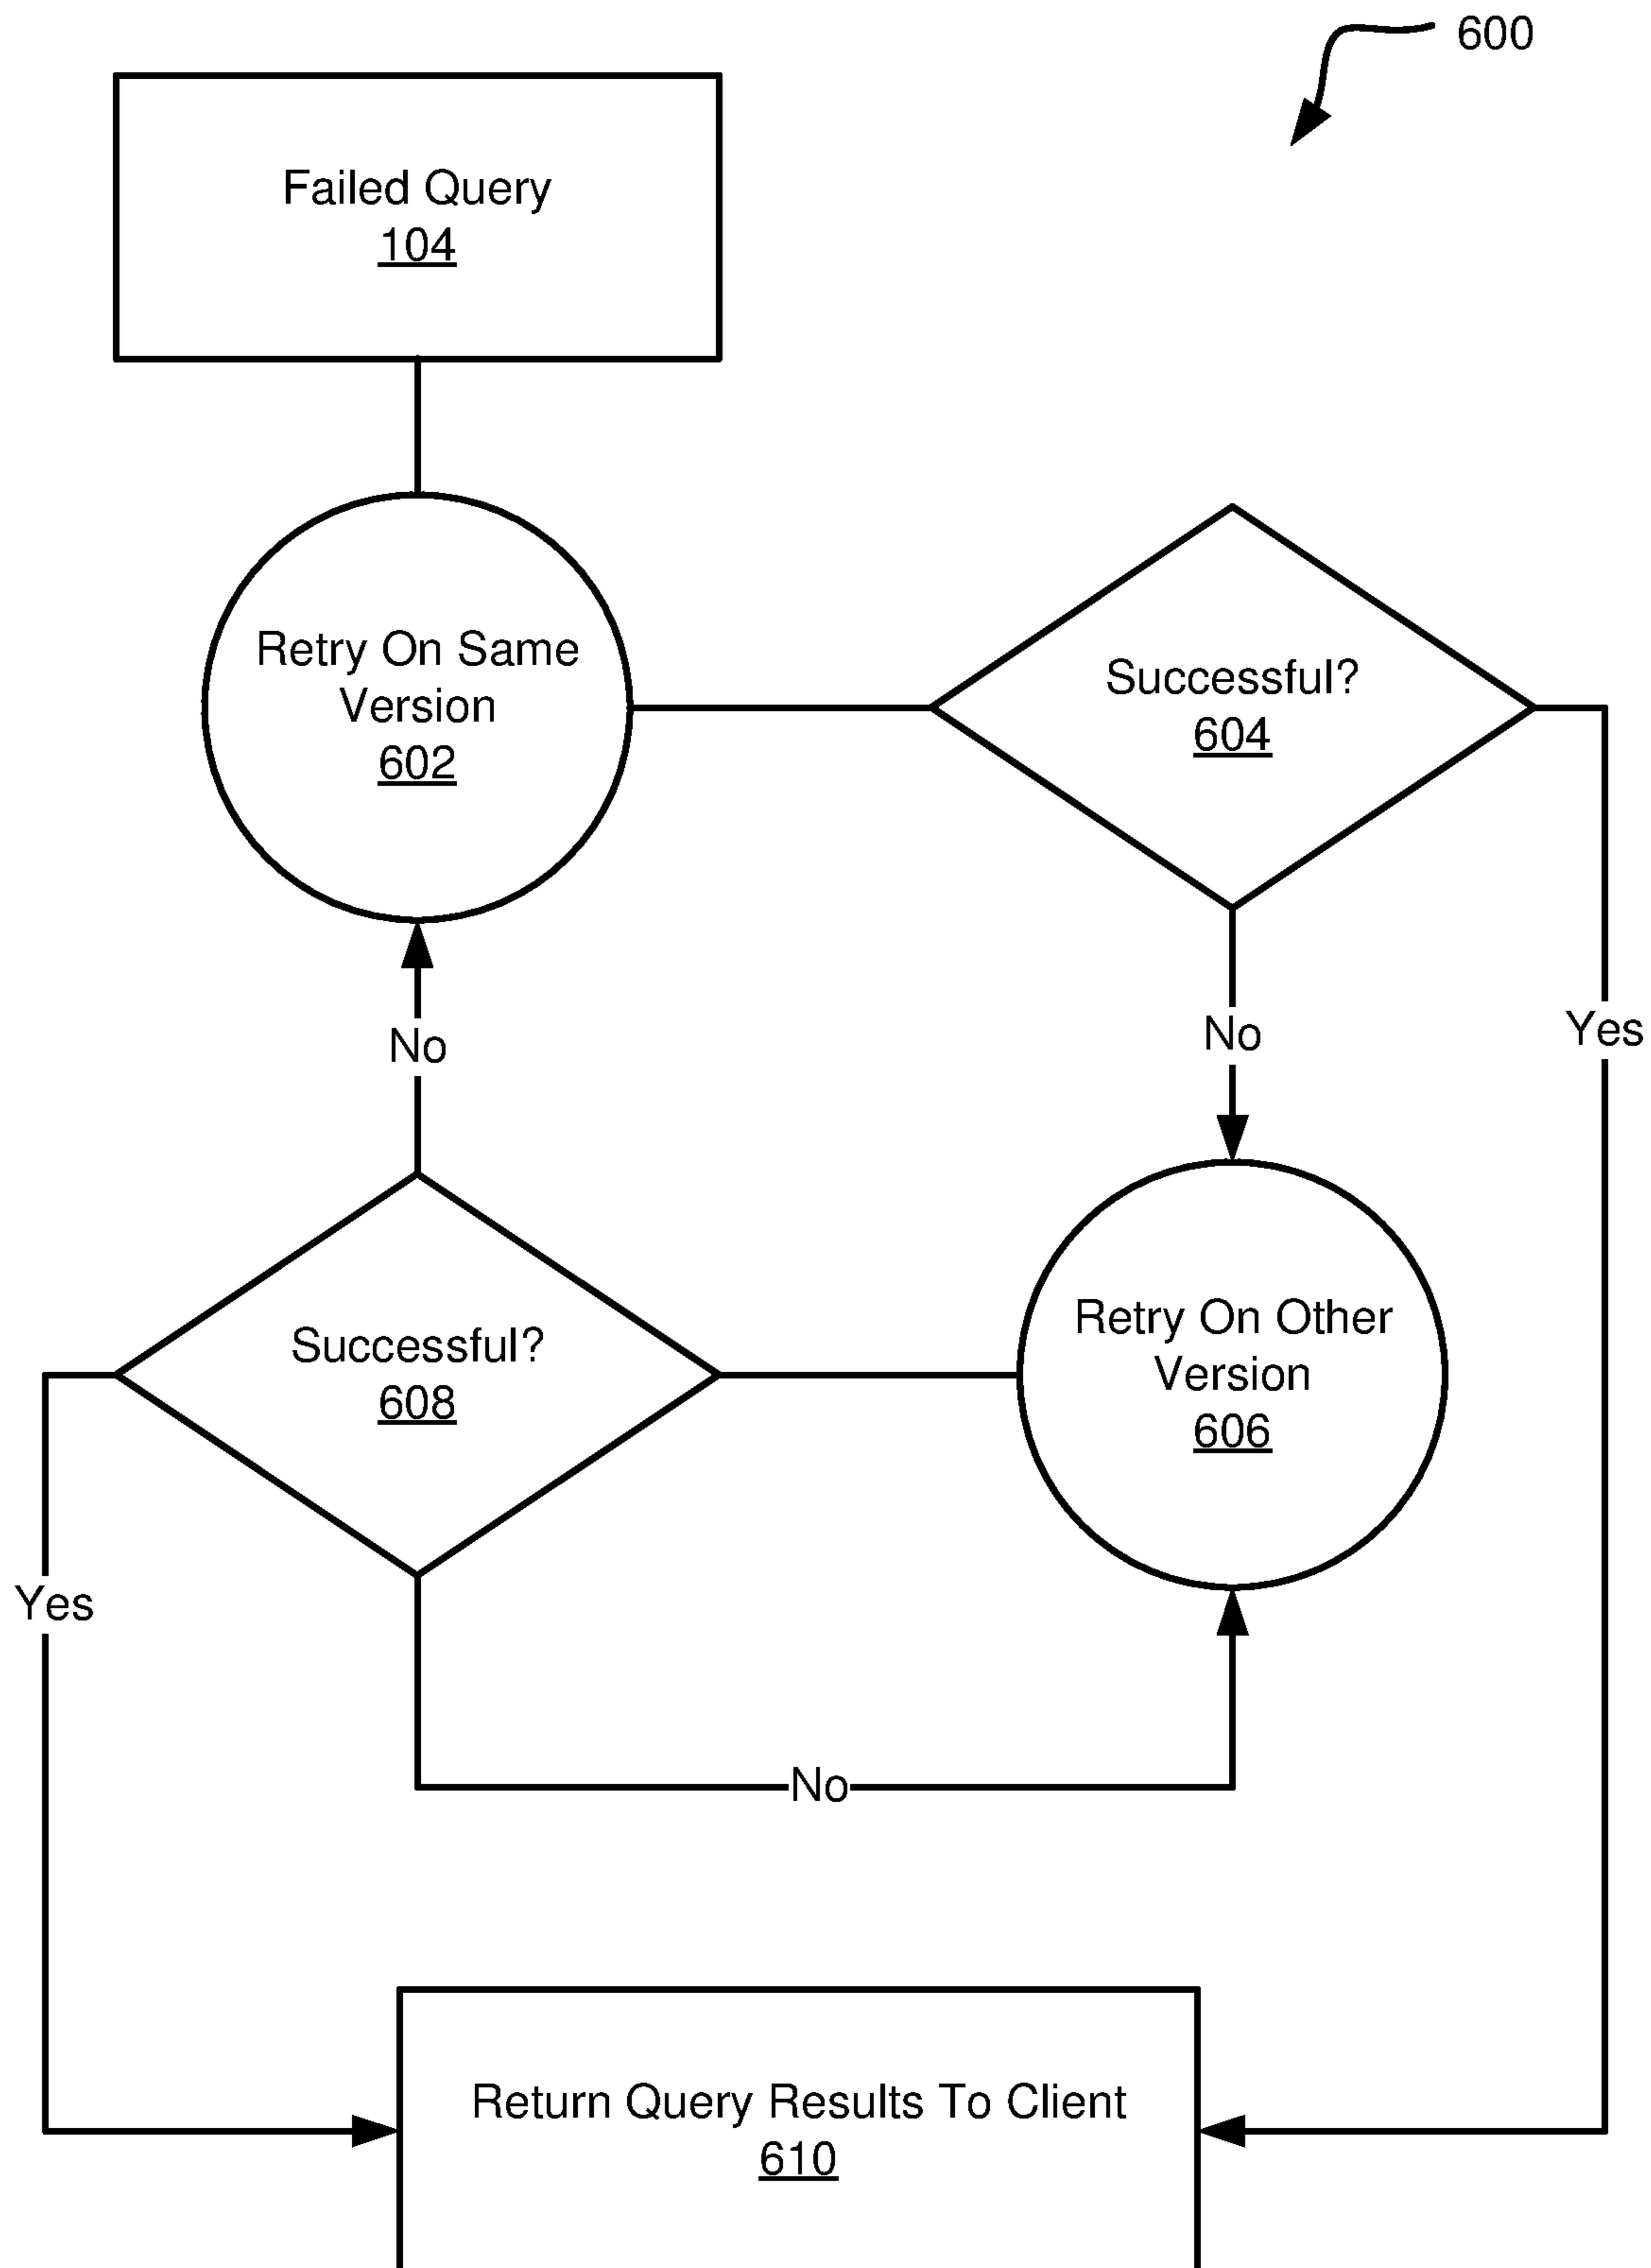 600
Failed Query
104
Retry On Same
Version
602
Successful?
604
No
No
Yes
Retry On Other
Version
606
Successful?
608
Yes
No
Return Query Results To Client
610